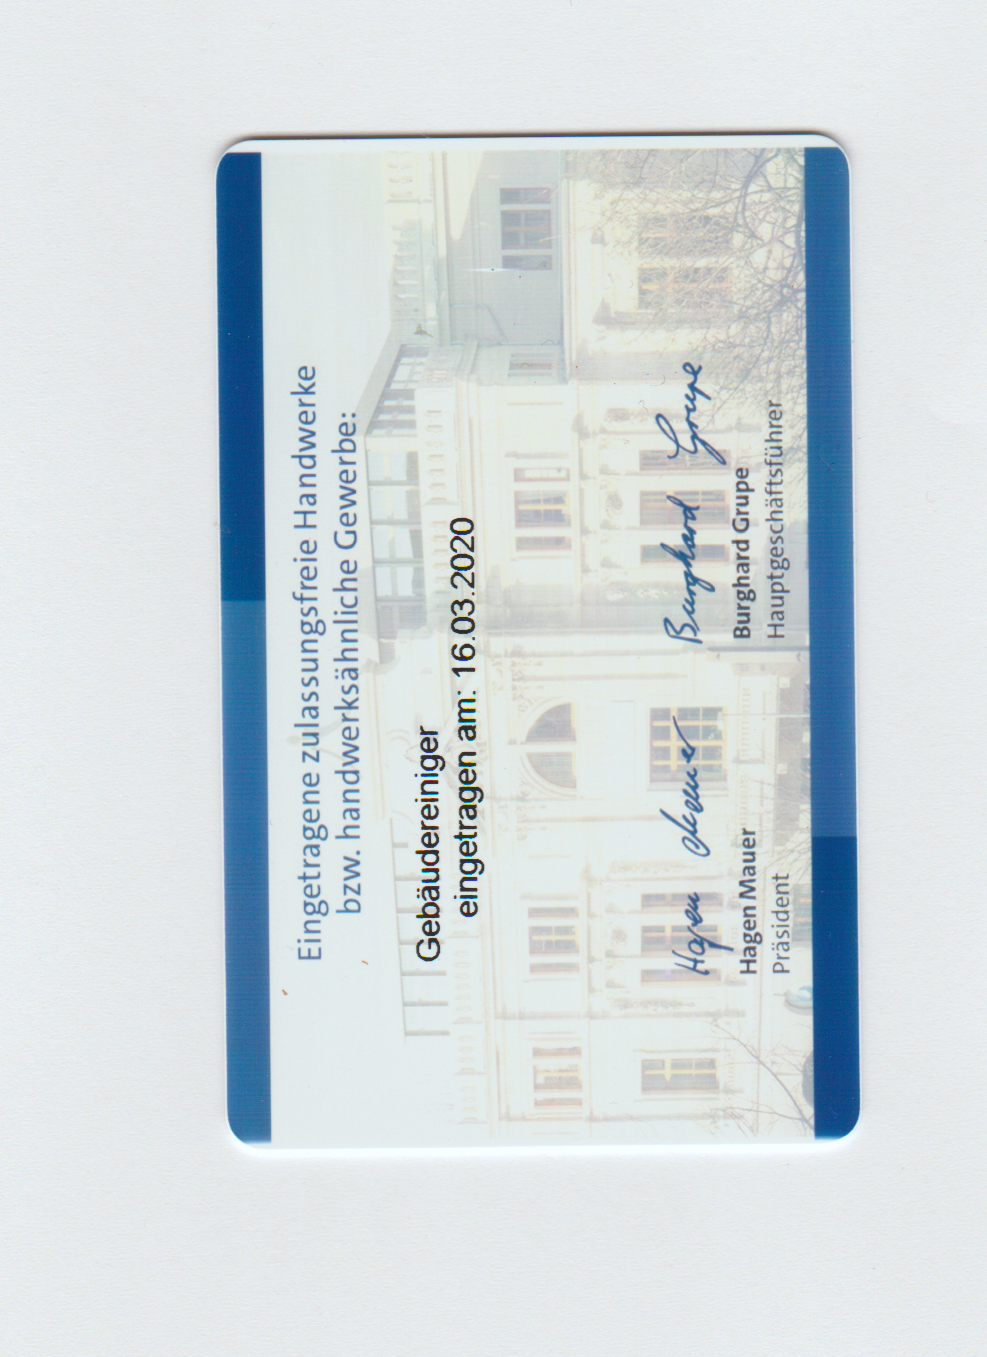 Eingetragene zulassungsfreie Handwerke
bzw. handwerksähnliche Gewerbe:
Gebäudereiniger
eingetragen am: 16.03.2020
Hagen Mauer
Burghard Grupe
Hagen Mauer
Burghard Grupe
Präsident
Hauptgeschäftsführer